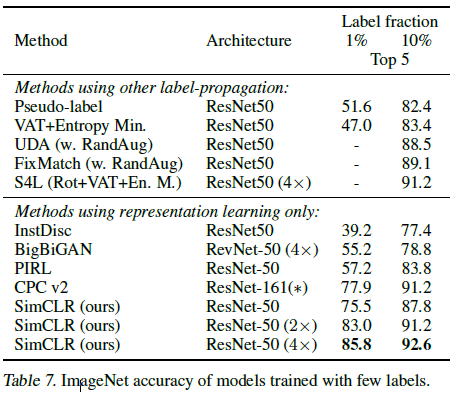 Label fraction
Method Architecture 1% 10%
Top 5
Methods using other label-propagation:
Pseudo-label ResNet50 51.6 82.4
VAT+Entropy Min. ResNet50 47.0 83.4
UDA (w. RandAug) ResNet50 - 88.5
FixMatch (w. RandAug) ResNet50 - 89.1
S4L (Rot+VAT+En. M.) ResNet50 (4×) - 91.2
Methods using representation learning only:
InstDisc ResNet50 39.2 77.4
BigBiGAN RevNet-50 (4×) 55.2 78.8
PIRL ResNet-50 57.2 83.8
CPC v2 ResNet-161(∗) 77.9 91.2
SimCLR (ours) ResNet-50 75.5 87.8
SimCLR (ours) ResNet-50 (2×) 83.0 91.2
SimCLR (ours) ResNet-50 (4×) 85.8 92.6
Table 7. ImageNet accuracy of models trained with few labels.